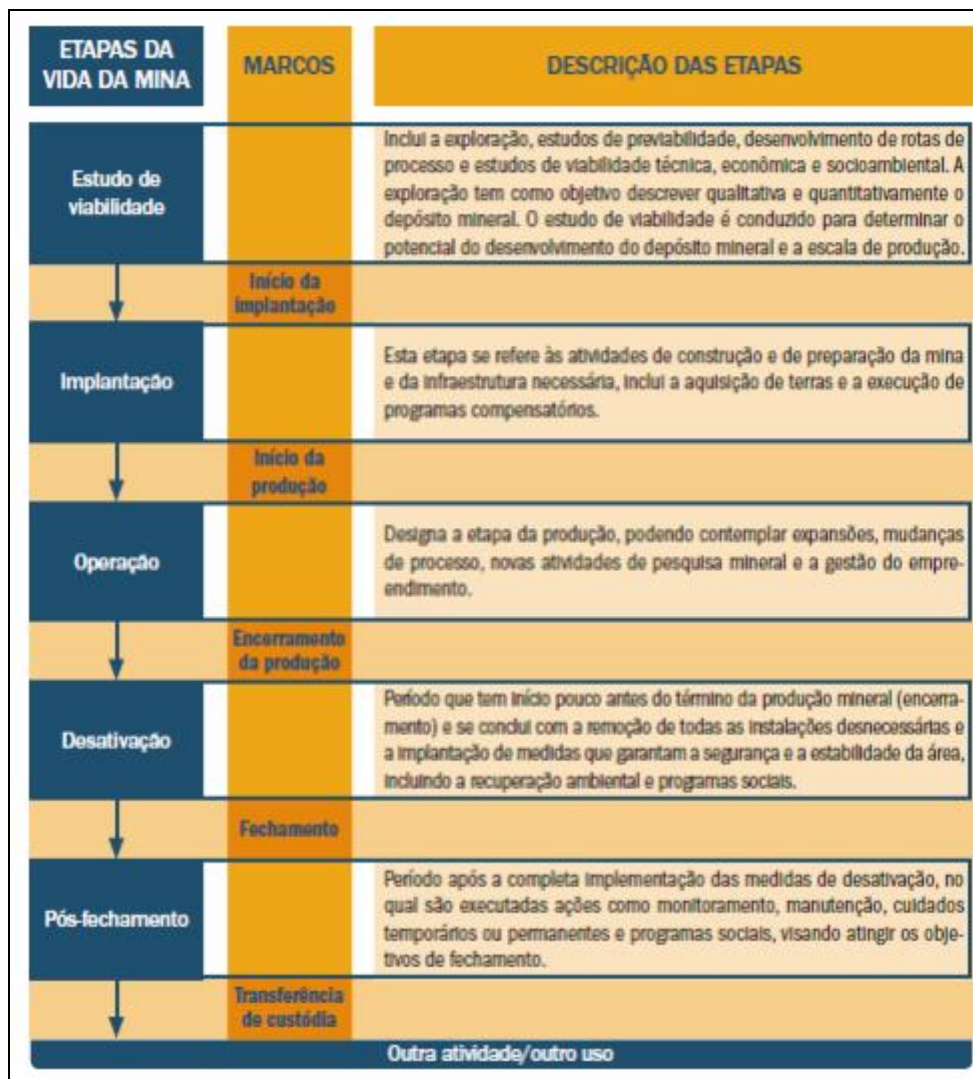 ETAPAS DA
VIDA DA MINA
MARCOS
DESCRIÇÃO DAS ETAPAS
Estudo de
viabilidade
Inclui a exploração, estudos de previabilidade, desenvolvimento de rotas de
processo e estudos de viabilidade técnica, econômica e socioambiental. A
exploração tem como objetivo descrever qualitativa e quantitativamente o
depósito mineral. O estudo de viabilidade é conduzido para determinar o
potencial do desenvolvimento do depósito mineral e a escala de produção.
Início da
implantação
Implantação
Esta etapa se refere às atividades de construção e de preparação da mina
e da infraestrutura necessária, inclui a aquisição de terras e a execução de
programas compensatórios.
Início da
produção
Operação
Designa a etapa da produção, podendo contemplar expansões, mudanças
de processo, novas atividades de pesquisa mineral e a gestão do empre-
endimento.
Encerramento
da produção
Desativação
Período que tem início pouco antes do término da produção mineral (encerra-
mento) e se conclui com a remoção de todas as instalações desnecessárias e
a implantação de medidas que garantam a segurança e a estabilidade da área,
incluindo a recuperação ambiental e programas sociais.
Fechamento
Pós-fechamento
Período após a completa implementação das medidas de desativação, no
qual são executadas ações como monitoramento, manutenção, cuidados
temporários ou permanentes e programas sociais, visando atingir os obje-
tivos de fechamento.
Transferência
de custódia
Outra atividade/outro uso